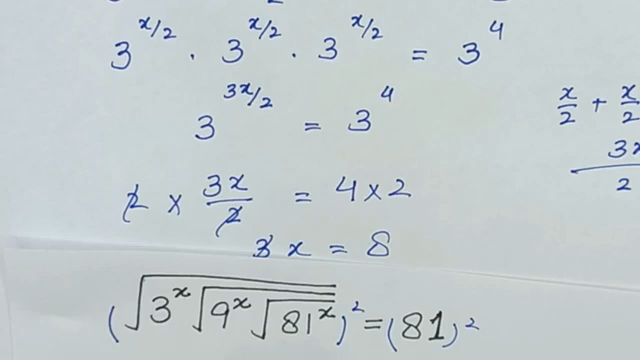 3^{x/2} · 3^{x/2} · 3^{x/2} = 3^4
3^{3x/2} = 3^4
x/2 + x/2
3x
2
2 × 3x/2 = 4×2
3x = 8
(√(3^x √(9^x √(81^x))))^2 = (81)^2